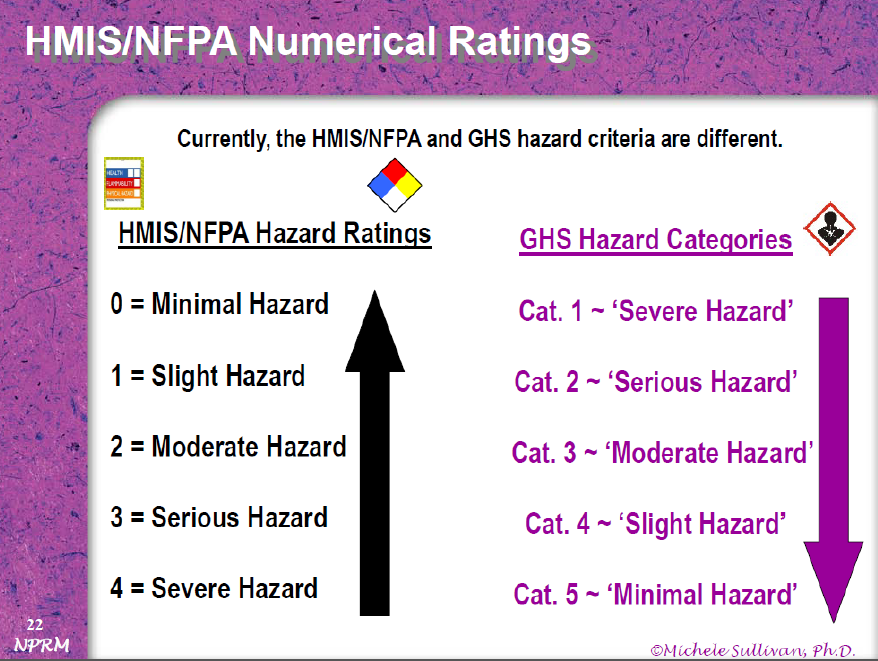 HMIS/NFPA Numerical Ratings
Currently, the HMIS/NFPA and GHS hazard criteria are different.
HEALTH
FLAMMABILITY
PHYSICAL HAZARD
HMIS/NFPA Hazard Ratings
0 = Minimal Hazard
1 = Slight Hazard
2 = Moderate Hazard
3 = Serious Hazard
4 = Severe Hazard
GHS Hazard Categories
Cat. 1 ~ ‘Severe Hazard’
Cat. 2 ~ ‘Serious Hazard’
Cat. 3 ~ ‘Moderate Hazard’
Cat. 4 ~ ‘Slight Hazard’
Cat. 5 ~ ‘Minimal Hazard’
22
NPRM
©Michele Sullivan, Ph.D.